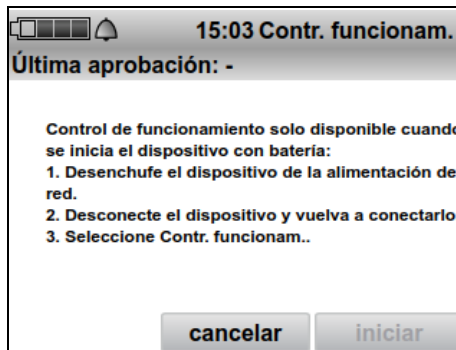 15:03 Contr. funcionam.
Última aprobación: -
Control de funcionamiento solo disponible cuando
se inicia el dispositivo con batería:
1. Desenchufe el dispositivo de la alimentación de
red.
2. Desconecte el dispositivo y vuelva a conectarlo
3. Seleccione Contr. funcionam..
cancelar
iniciar